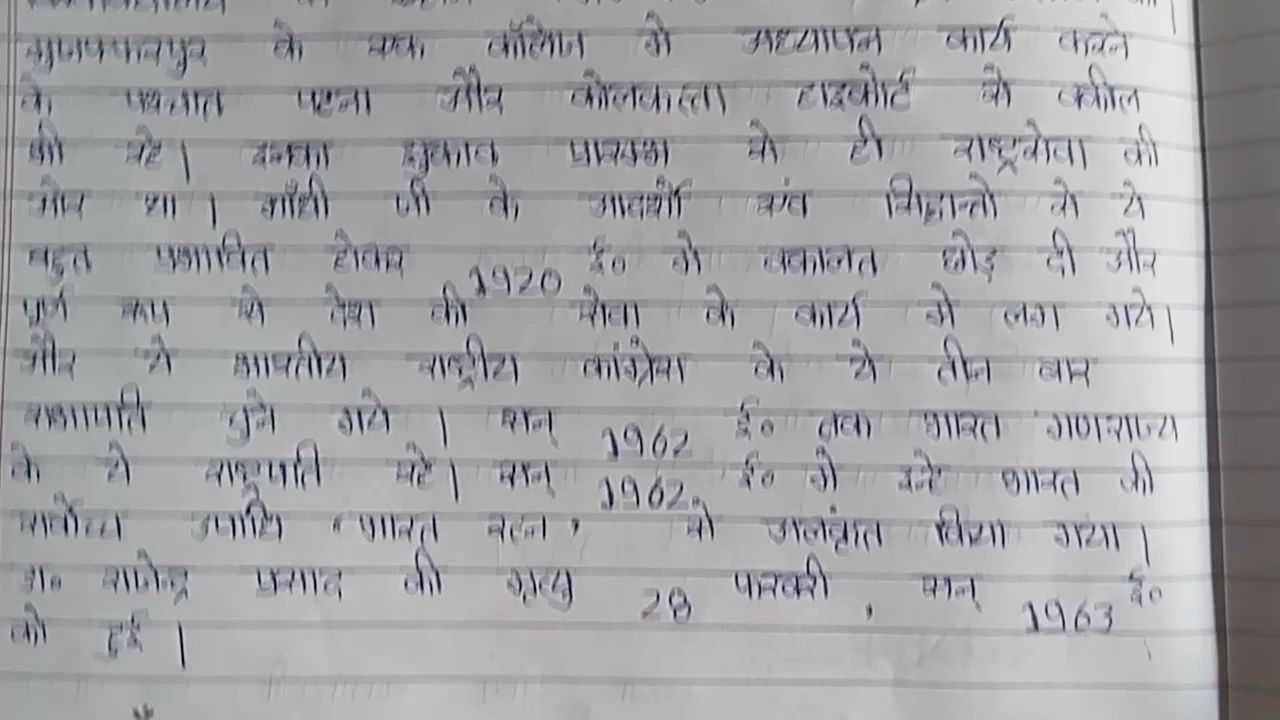 मुजफ्फरपुर के एक कॉलेज में अध्यापन कार्य करने
के पश्चात पटना और कोलकत्ता हाइकोर्ट में वकील
भी रहे। इनका झुकाव प्रारम्भ से ही राष्ट्रसेवा की
ओर था। गाँधी जी के आदर्शों एंव सिद्वान्तो से ये
बहुत प्रभावित होकर 1920 ई० में वकालत छोड़ दी और
पूर्ण रूप से देश की सेवा के कार्य में लग गये।
और ये भारतीय राष्ट्रीय कांग्रेस के ये तीन बार
सभापति चुने गये। सन् 1962 ई० तक भारत गणराज्य
के ये राष्ट्रपति रहे। सन् 1962 ई० में इन्हे भारत की
सर्वोच्च उपाधि "भारत रत्न" से अलंकृत किया गया।
डा० राजेन्द्र प्रसाद की मृत्यु 28 फरवरी, सन् 1963 ई०
को हुई।